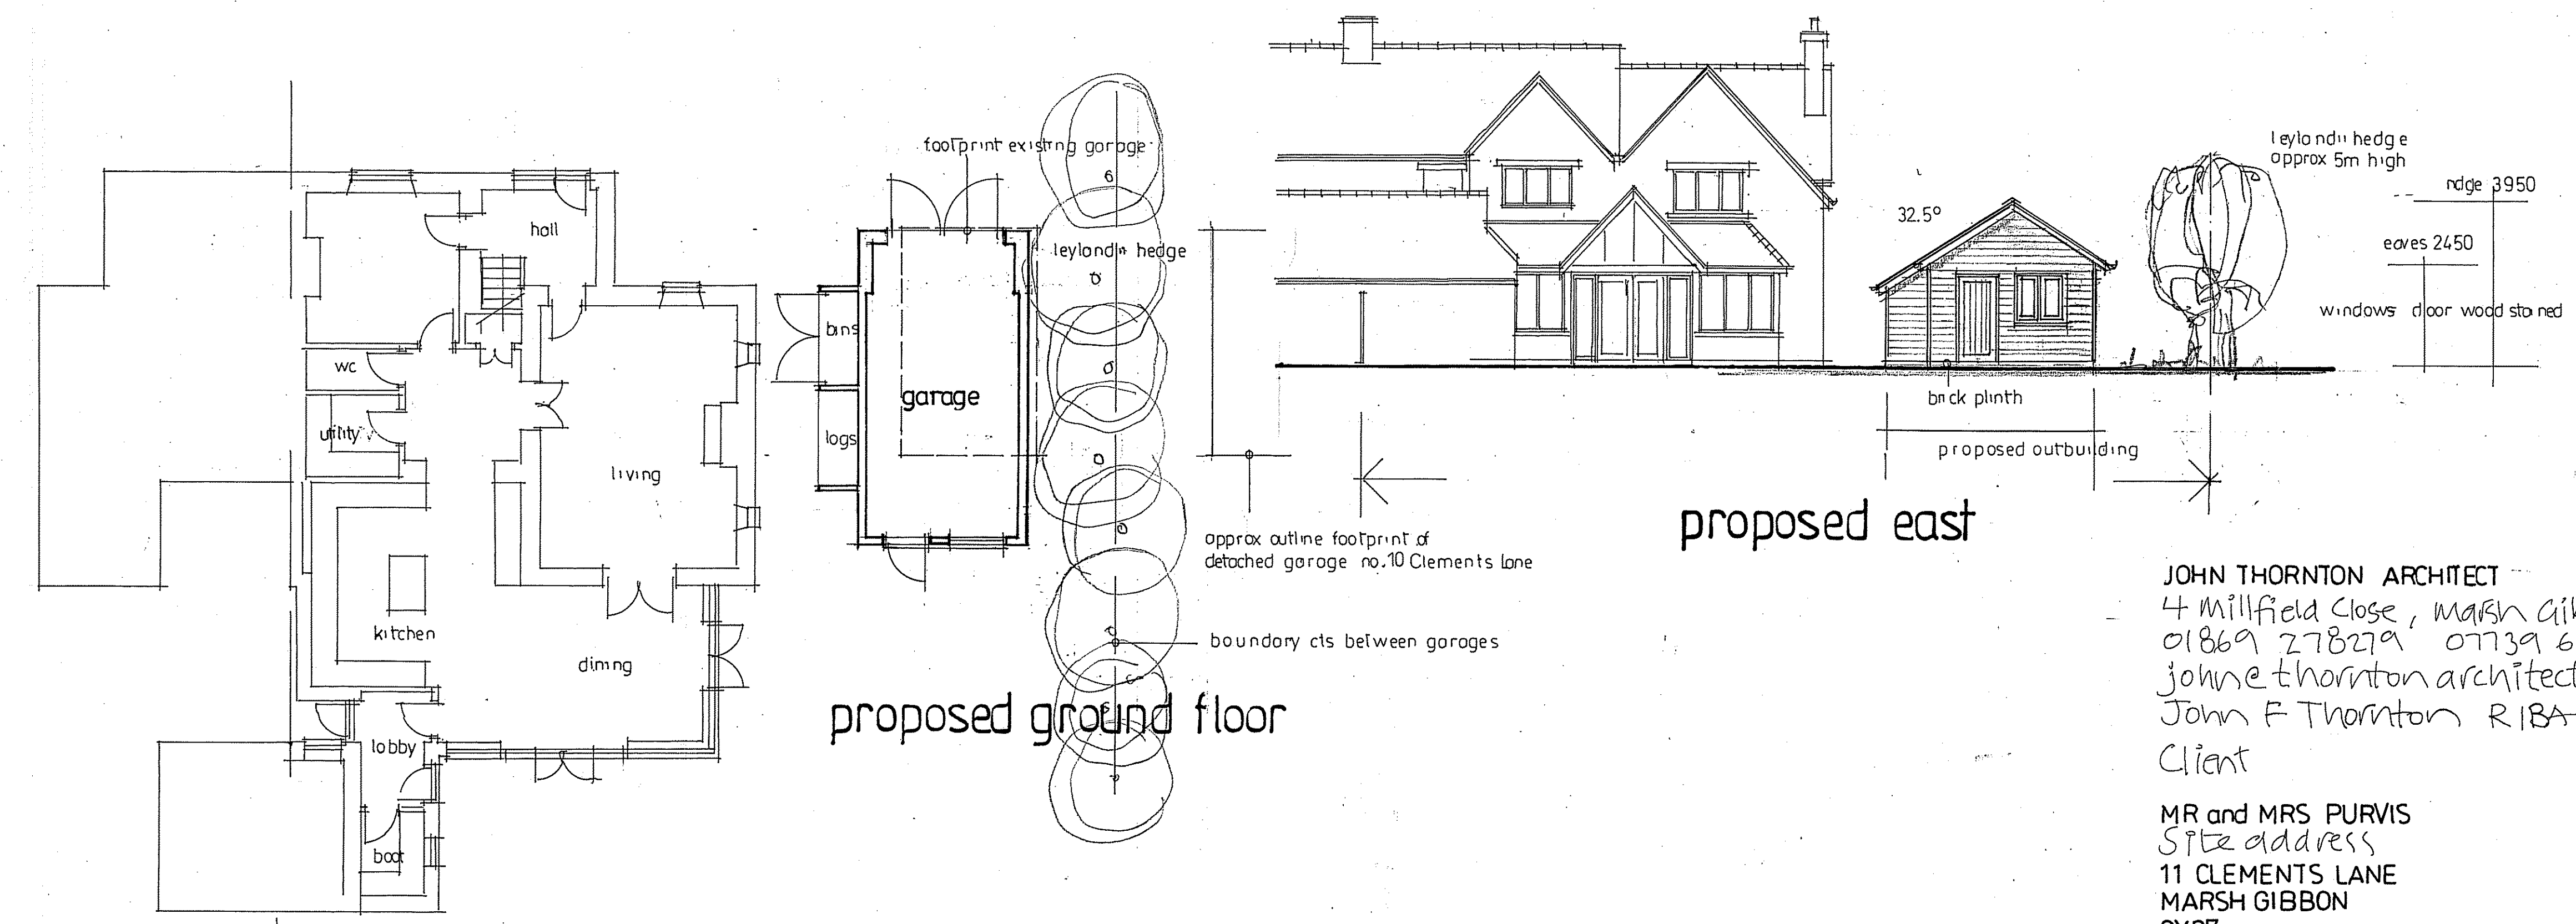 hall
wc
utility
living
kitchen
dining
lobby
boot
footprint existing garage
leylandii hedge
bins
garage
logs
approx outline footprint of
detached garage no.10 Clements Lane
boundary cts between garages
proposed ground floor
32.5°
leylandii hedge
approx 5m high
ridge 3950
eaves 2450
windows door wood stained
brick plinth
proposed outbuilding
proposed east
JOHN THORNTON ARCHITECT
4 Millfield Close, Marsh
01869 278279 07739 6
john@thorntonarchitect
John F Thornton RIBA
Client
MR and MRS PURVIS
Site address
11 CLEMENTS LANE
MARSH GIBBON